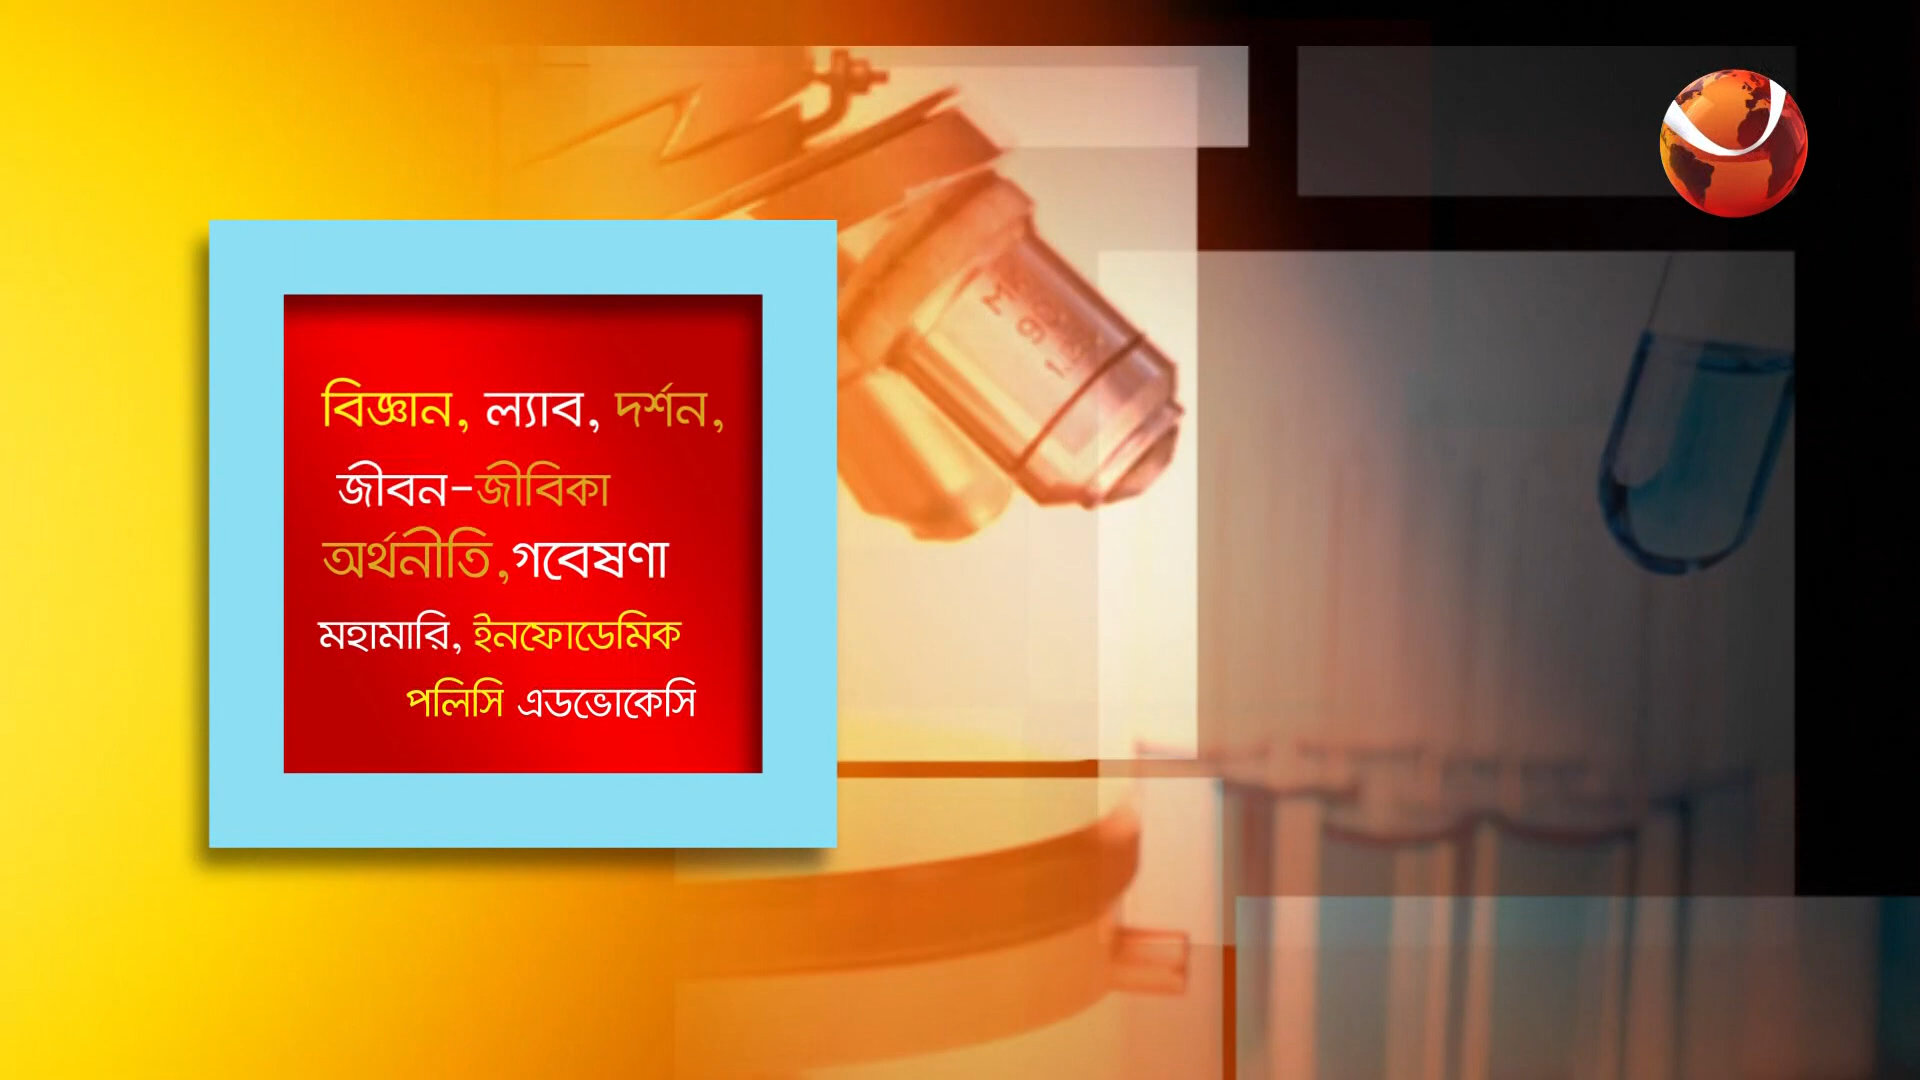 বিজ্ঞান, ল্যাব, দর্শন,
জীবন-জীবিকা
অর্থনীতি,গবেষণা
মহামারি, ইনফোডেমিক
পলিসি এডভোকেসি